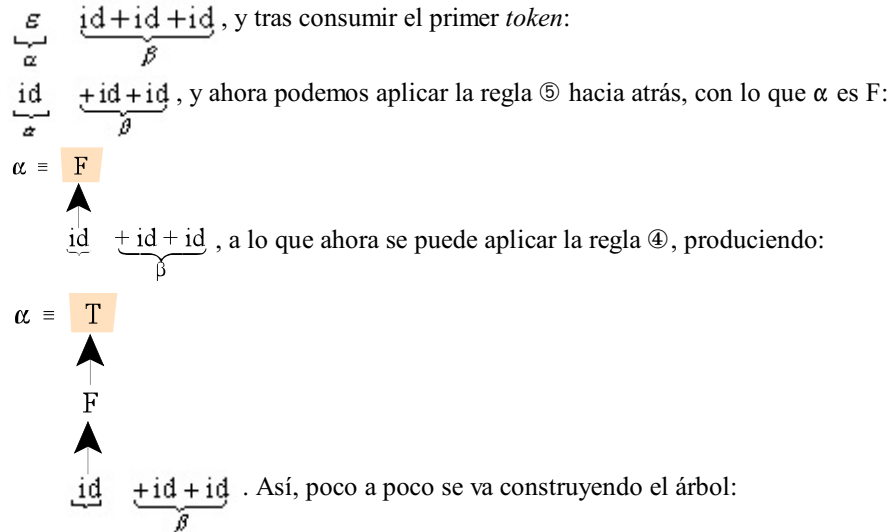 ε id + id + id , y tras consumir el primer token:
α β
id + id + id , y ahora podemos aplicar la regla ⑤ hacia atrás, con lo que α es F:
α β
α ≡ F
id + id + id , a lo que ahora se puede aplicar la regla ④, produciendo:
β
α ≡ T
F
id + id + id . Así, poco a poco se va construyendo el árbol:
β